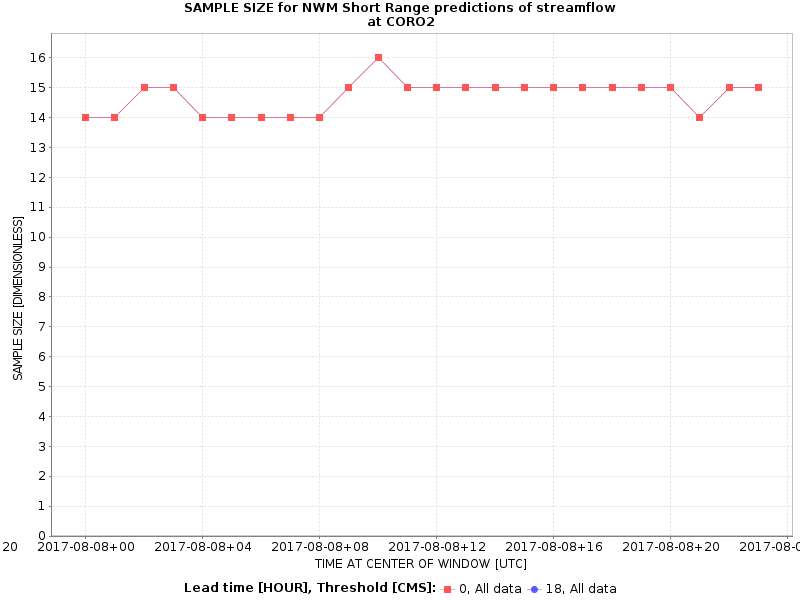 SAMPLE SIZE for NWM Short Range predictions of streamflow
at CORO2
16
15
14
13
12
11
10
9
8
7
6
5
4
3
2
1
0
SAMPLE SIZE [DIMENSIONLESS]
20 2017-08-08+00 2017-08-08+04 2017-08-08+08 2017-08-08+12 2017-08-08+16 2017-08-08+20 2017-08-0
TIME AT CENTER OF WINDOW [UTC]
Lead time [HOUR], Threshold [CMS]: 0, All data 18, All data